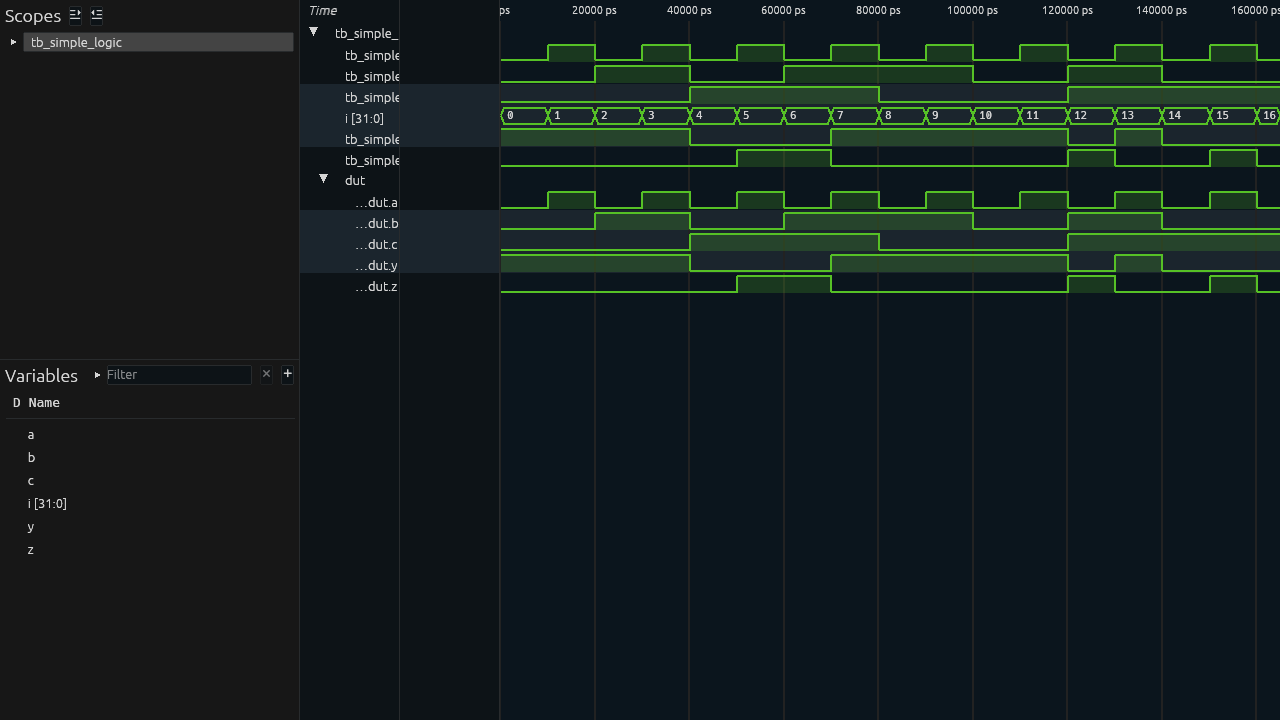 Scopes
tb_simple_logic
Variables
Filter
D Name
a
b
c
i [31:0]
y
z
Time
tb_simple_
tb_simple
tb_simple
tb_simple
i [31:0]
tb_simple
tb_simple
dut
...dut.a
...dut.b
...dut.c
...dut.y
...dut.z
ps 20000 ps 40000 ps 60000 ps 80000 ps 100000 ps 120000 ps 140000 ps 160000 ps
0 1 2 3 4 5 6 7 8 9 10 11 12 13 14 15 16